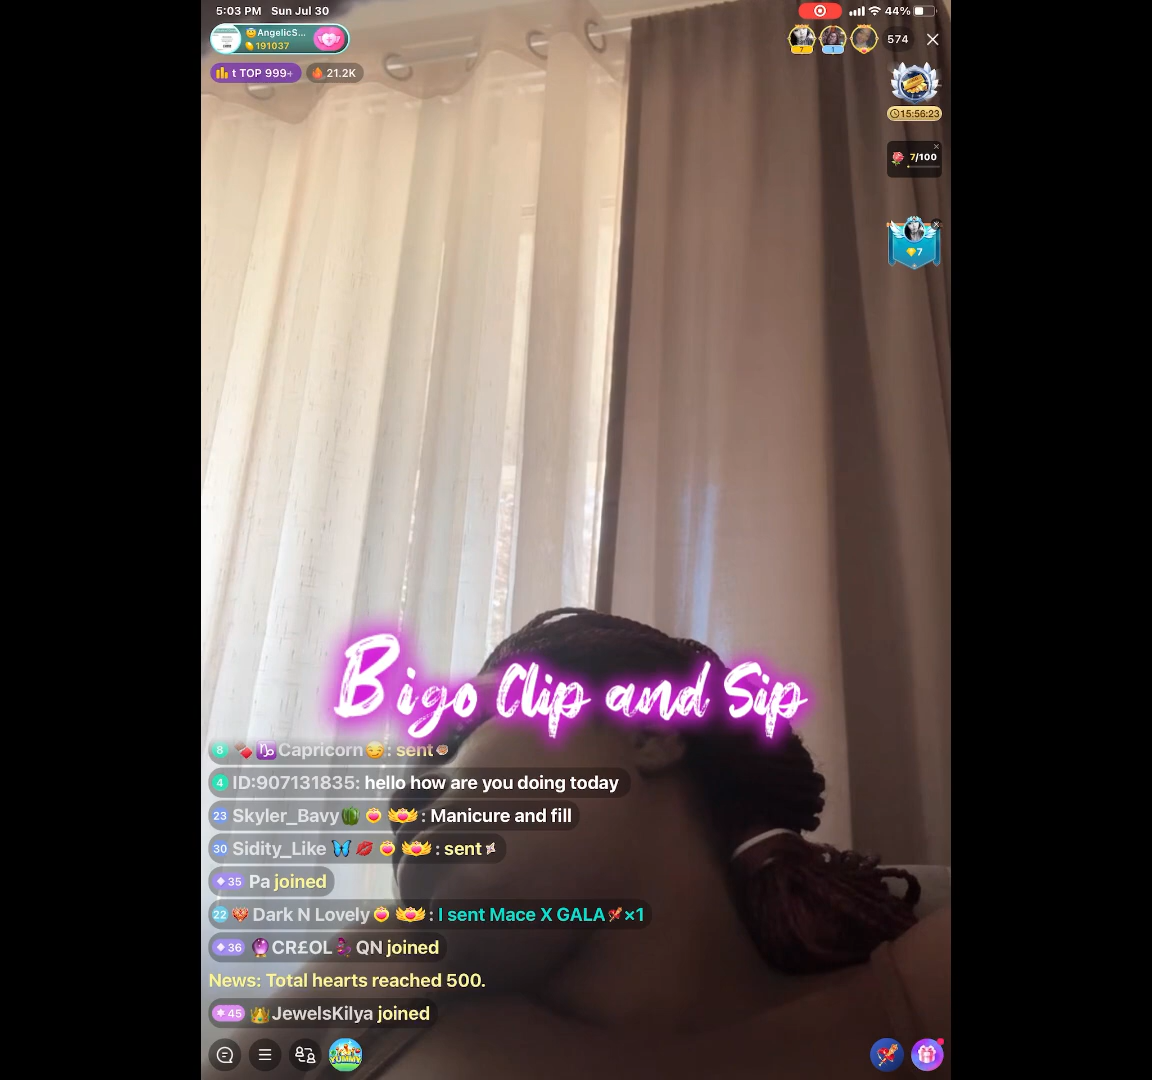 5:03 PM Sun Jul 30
44%
AngelicS...
191037
574
t TOP 999+
21.2K
15:56:23
7/100
7
Bigo Clip and Sip
8 Capricorn: sent
4 ID:907131835: hello how are you doing today
23 Skyler_Bavy: Manicure and fill
30 Sidity_Like: sent
35 Pa joined
22 Dark N Lovely: I sent Mace X GALA×1
36 CR£OL QN joined
News: Total hearts reached 500.
45 JewelsKilya joined
YUMMY